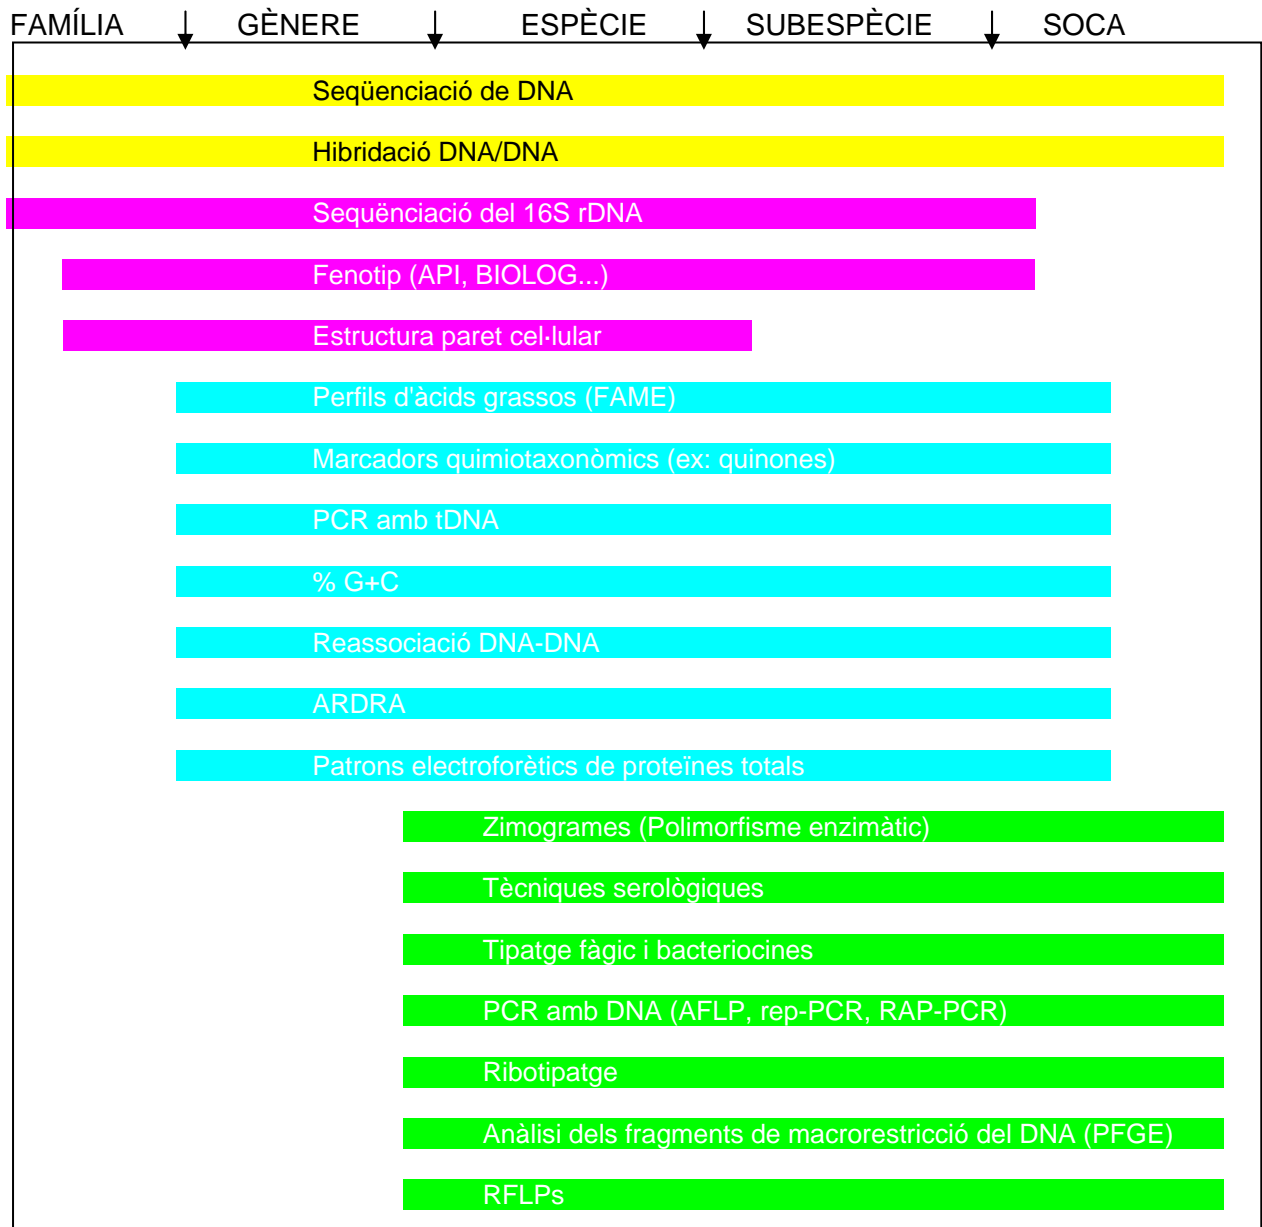 FAMÍLIA GÈNERE ESPÈCIE SUBESPÈCIE SOCA
Seqüenciació de DNA
Hibridació DNA/DNA
Sequënciació del 16S rDNA
Fenotip (API, BIOLOG...)
Estructura paret cel·lular
Perfils d'àcids grassos (FAME)
Marcadors quimiotaxonòmics (ex: quinones)
PCR amb tDNA
% G+C
Reassociació DNA-DNA
ARDRA
Patrons electroforètics de proteïnes totals
Zimogrames (Polimorfisme enzimàtic)
Tècniques serològiques
Tipatge fàgic i bacteriocines
PCR amb DNA (AFLP, rep-PCR, RAP-PCR)
Ribotipatge
Anàlisi dels fragments de macrorestricció del DNA (PFGE)
RFLPs